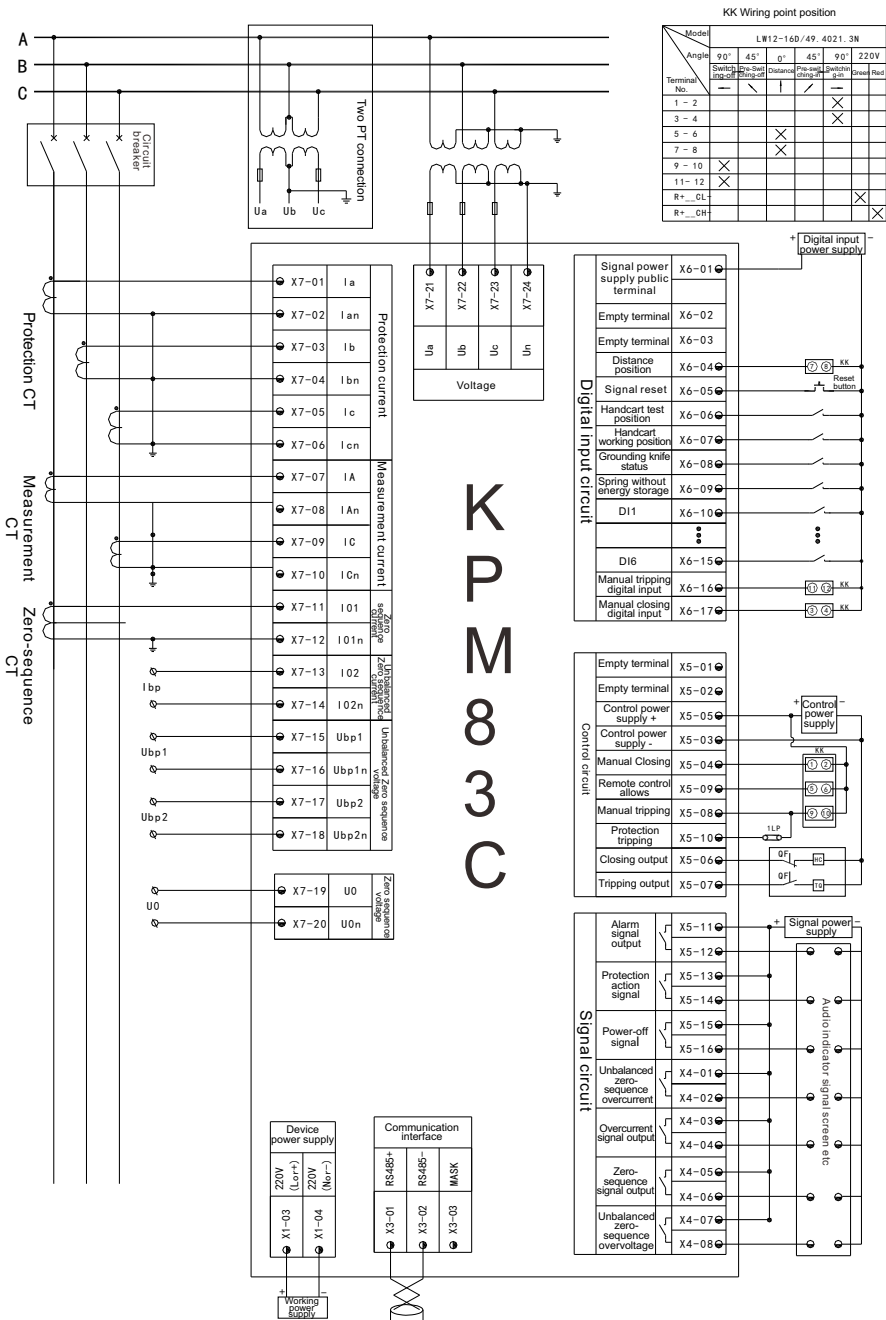 KK Wiring point position
Model
LW12-16D/49.4021.3N
Angle
90° 45° 0° 45° 90° 220V
Switching-off Pre-Switching-off Distance Pre-switching-in Switching-in Green Red
Terminal No.
1-2
3-4
5-6
7-8
9-10
11-12
R+__CL-
R+__CH-
A
B
C
Circuit breaker
Two PT connection
Ua Ub Uc
Protection CT
Measurement CT
Zero-sequence CT
X7-01 Ia
X7-02 Ian
X7-03 Ib
X7-04 Ibn
X7-05 Ic
X7-06 Icn
Protection current
X7-07 IA
X7-08 IAn
X7-09 IC
X7-10 ICn
Measurement current
X7-11 I01
X7-12 I01n
Zero sequence current
X7-13 I02
X7-14 I02n
Unbalanced Zero sequence current
Ibp
X7-15 Ubp1
X7-16 Ubp1n
X7-17 Ubp2
X7-18 Ubp2n
Unbalanced Zero sequence voltage
Ubp1
Ubp2
X7-19 U0
X7-20 U0n
Zero sequence voltage
U0
X7-21 X7-22 X7-23 X7-24
Ua Ub Uc Un
Voltage
KPM83C
Digital input circuit
+ Digital input power supply -
Signal power supply public terminal X6-01
Empty terminal X6-02
Empty terminal X6-03
Distance position X6-04 7 8 KK
Signal reset X6-05 Reset button
Handcart test position X6-06
Handcart working position X6-07
Grounding knife status X6-08
Spring without energy storage X6-09
DI1 X6-10
DI6 X6-15
Manual tripping digital input X6-16 11 12 KK
Manual closing digital input X6-17 3 4 KK
Control circuit
Empty terminal X5-01
Empty terminal X5-02
Control power supply + X5-05
+ Control power supply -
Control power supply - X5-03
KK
Manual Closing X5-04 1 2
Remote control allows X5-09 5 6
Manual tripping X5-08 9 10
Protection tripping X5-10 1LP
Closing output X5-06 QF HC
Tripping output X5-07 QF TQ
Signal circuit
+ Signal power supply -
Alarm signal output X5-11
X5-12
Protection action signal X5-13
X5-14
Power-off signal X5-15
X5-16
Unbalanced zero-sequence overcurrent X4-01
X4-02
Overcurrent signal output X4-03
X4-04
Zero-sequence signal output X4-05
X4-06
Unbalanced zero-sequence overvoltage X4-07
X4-08
Audio indicator signal screen etc
Device power supply
220V (Lor+) 220V (Nor-)
X1-03 X1-04
+ Working power supply -
Communication interface
RS485+ RS485- MASK
X3-01 X3-02 X3-03